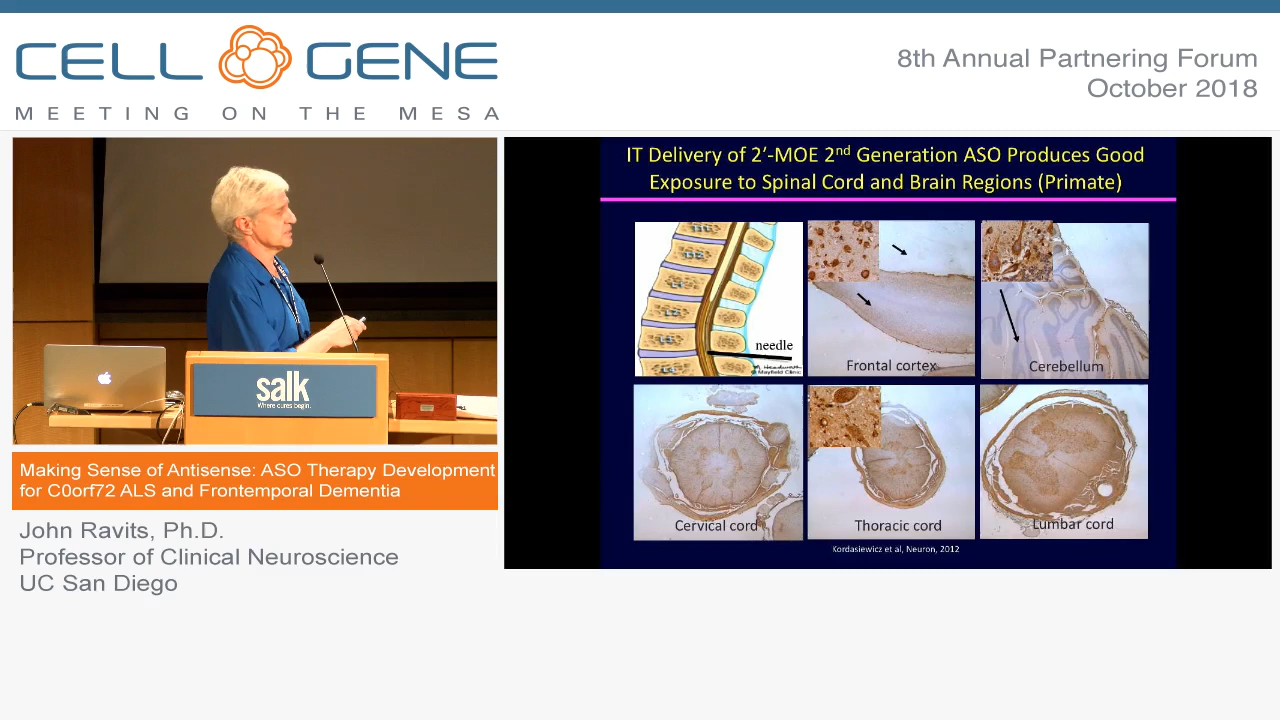 CELL GENE
MEETING ON THE MESA
8th Annual Partnering Forum
October 2018
salk
Where cures begin.
Making Sense of Antisense: ASO Therapy Development
for C0orf72 ALS and Frontemporal Dementia
John Ravits, Ph.D.
Professor of Clinical Neuroscience
UC San Diego
IT Delivery of 2’-MOE 2nd Generation ASO Produces Good
Exposure to Spinal Cord and Brain Regions (Primate)
needle
Mayfield Clinic
Frontal cortex
Cerebellum
Cervical cord
Thoracic cord
Lumbar cord
Kordasiewicz et al, Neuron, 2012